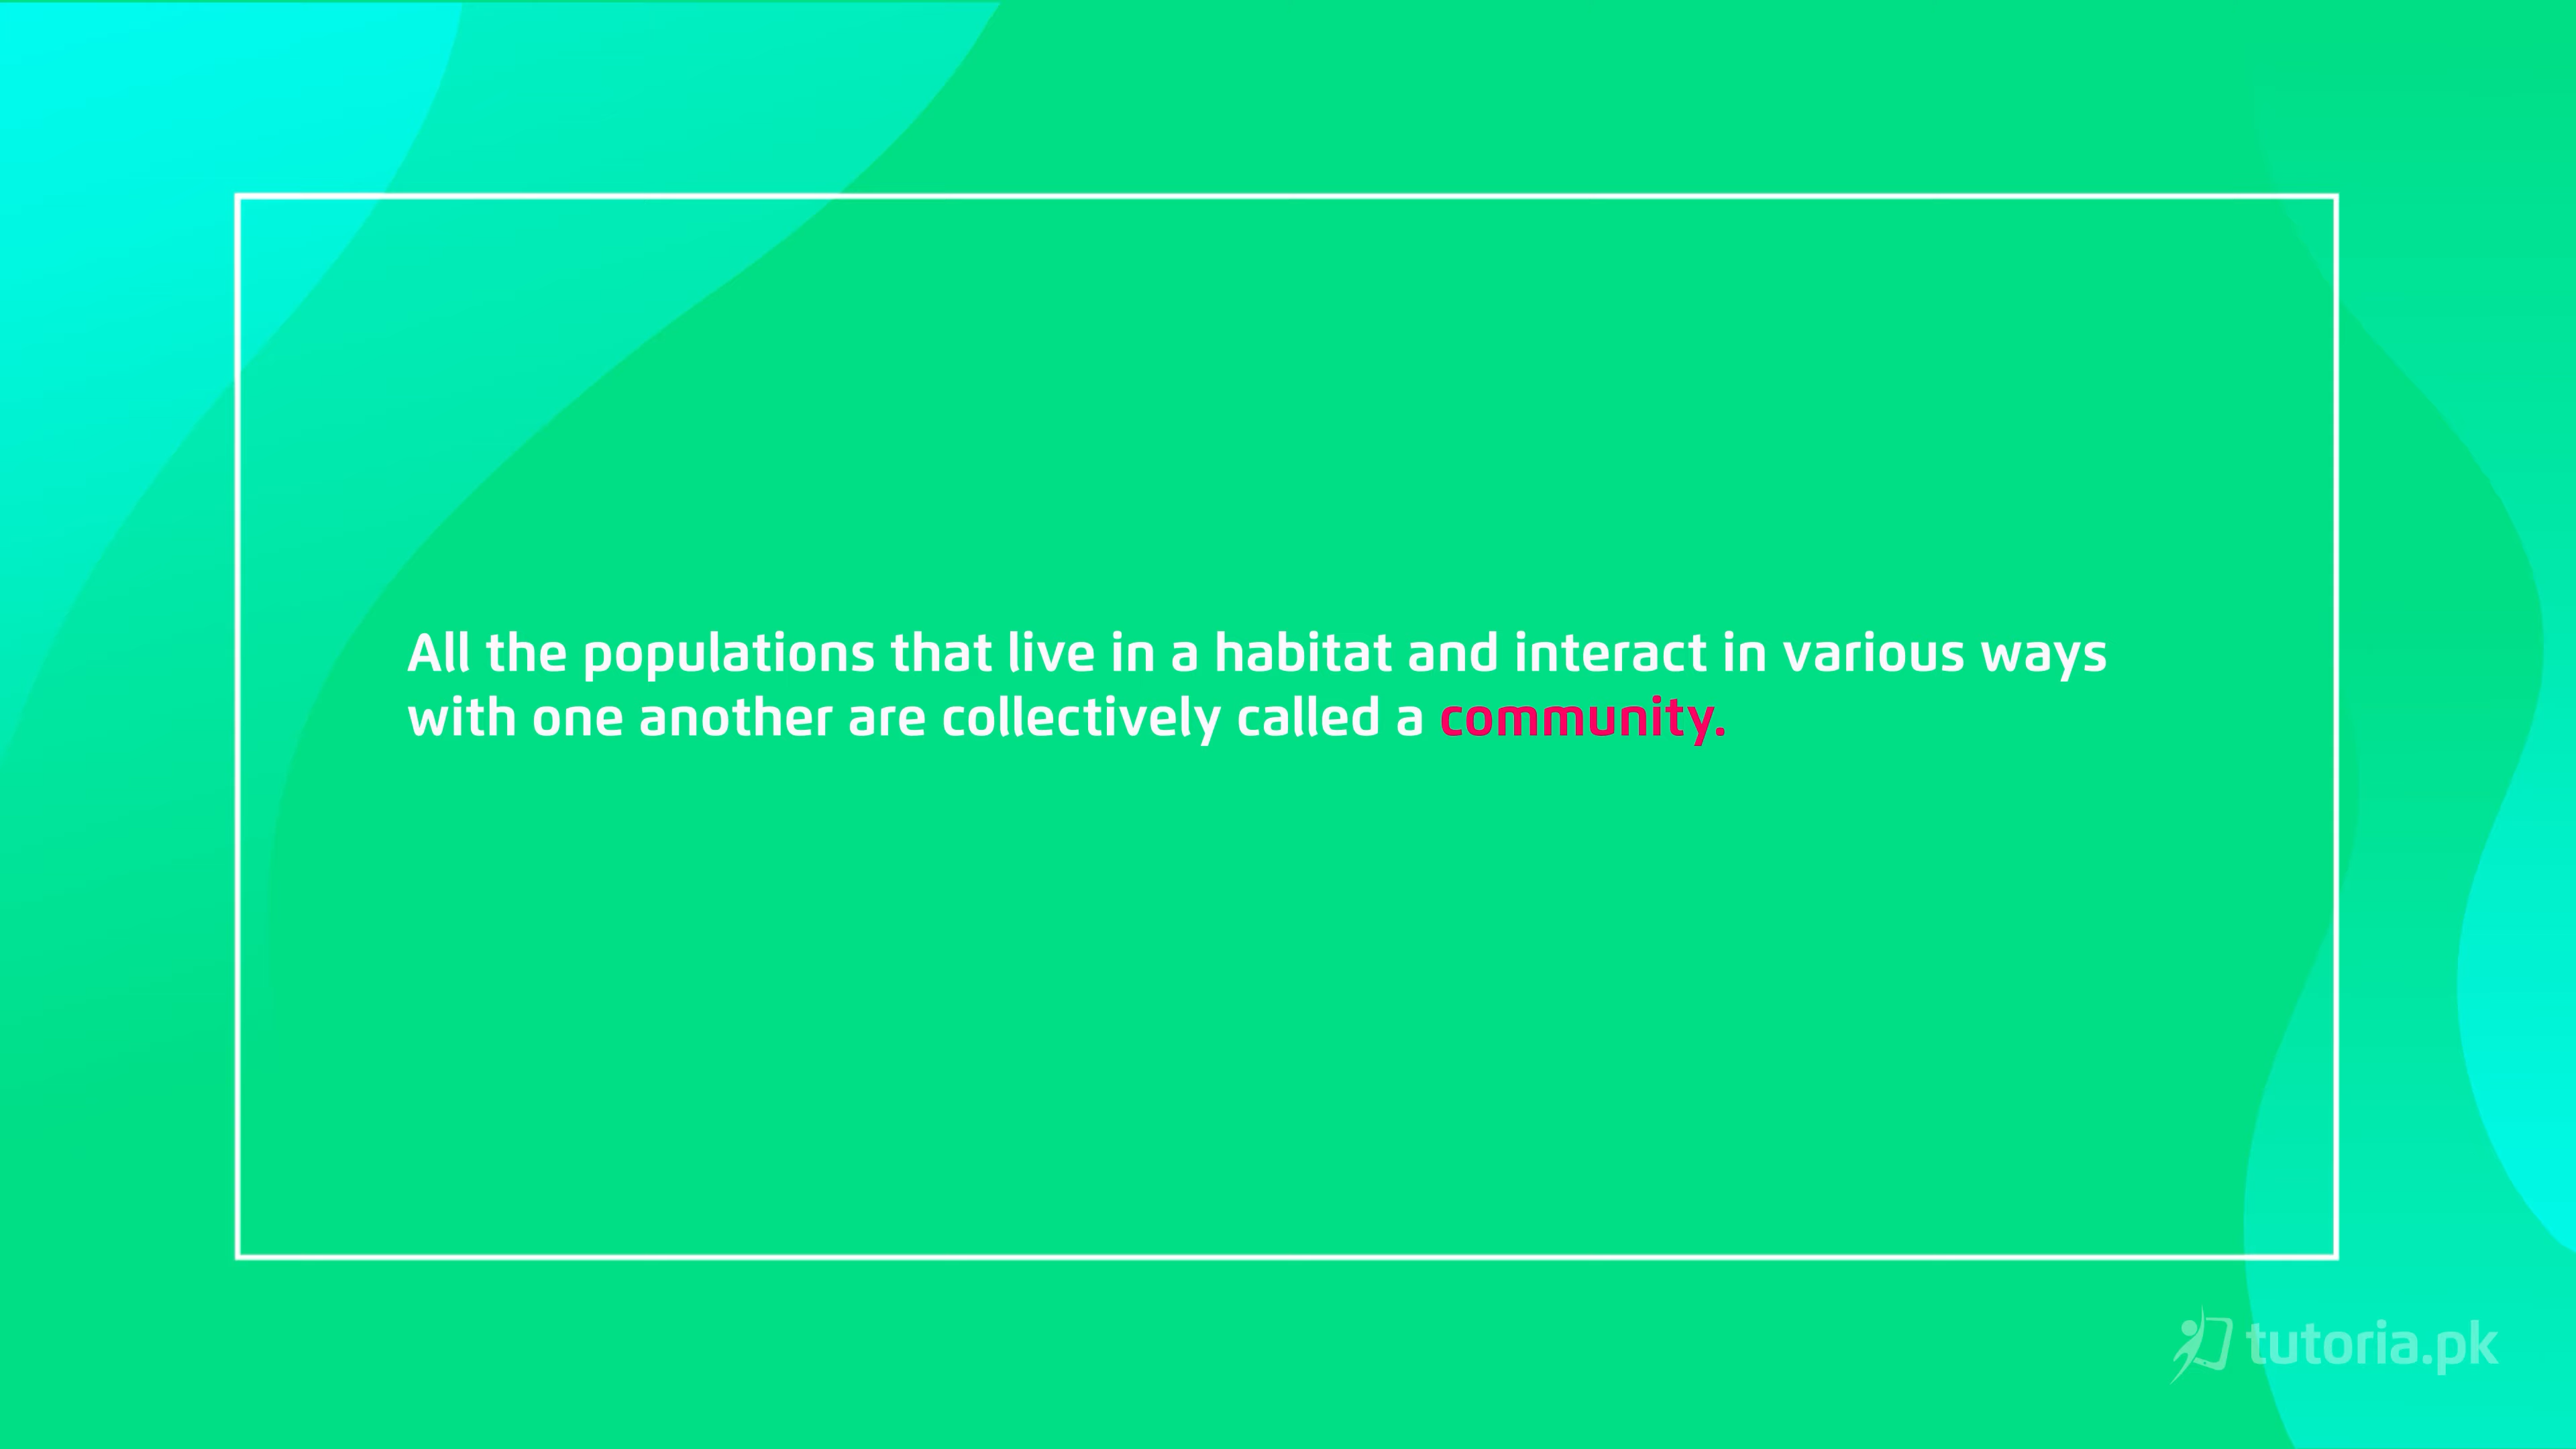 All the populations that live in a habitat and interact in various ways
with one another are collectively called a community.
tutoria.pk